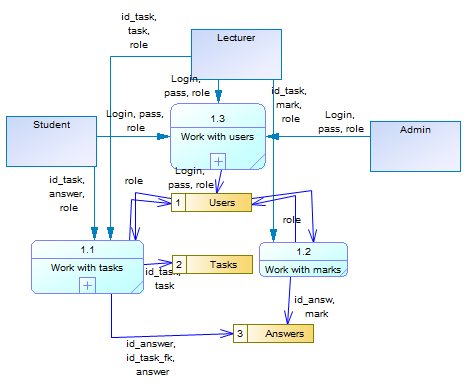 id_task,
task,
role
Lecturer
Login,
pass, role
id_task,
mark,
role
Login, pass,
role
Login,
pass, role
Student
1.3
Work with users
Admin
id_task,
answer,
role
role
Login,
pass, role
1 Users
role
1.1
Work with tasks
id_task,
task
2 Tasks
1.2
Work with marks
id_answ,
mark
3 Answers
id_answer,
id_task_fk,
answer